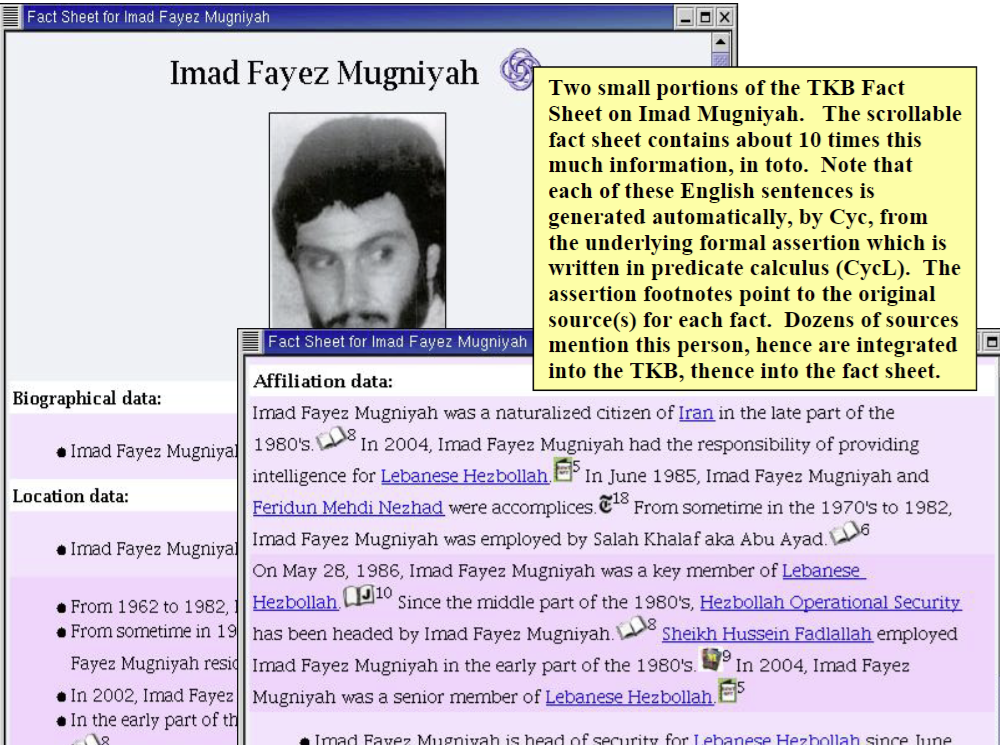 Fact Sheet for Imad Fayez Mugniyah
Imad Fayez Mugniyah
Two small portions of the TKB Fact
Sheet on Imad Mugniyah. The scrollable
fact sheet contains about 10 times this
much information, in toto. Note that
each of these English sentences is
generated automatically, by Cyc, from
the underlying formal assertion which is
written in predicate calculus (CycL). The
assertion footnotes point to the original
source(s) for each fact. Dozens of sources
mention this person, hence are integrated
into the TKB, thence into the fact sheet.
Biographical data:
Imad Fayez Mugniyah
Location data:
Imad Fayez Mugniyah
From 1962 to 1982,
From sometime in 19
Fayez Mugniyah resid
In 2002, Imad Fayez
In the early part of th
8
Fact Sheet for Imad Fayez Mugniyah
Affiliation data:
Imad Fayez Mugniyah was a naturalized citizen of Iran in the late part of the
1980's. 8 In 2004, Imad Fayez Mugniyah had the responsibility of providing
intelligence for Lebanese Hezbollah. 5 In June 1985, Imad Fayez Mugniyah and
Feridun Mehdi Nezhad were accomplices. 18 From sometime in the 1970's to 1982,
Imad Fayez Mugniyah was employed by Salah Khalaf aka Abu Ayad. 6
On May 28, 1986, Imad Fayez Mugniyah was a key member of Lebanese
Hezbollah. 10 Since the middle part of the 1980's, Hezbollah Operational Security
has been headed by Imad Fayez Mugniyah. 8 Sheikh Hussein Fadlallah employed
Imad Fayez Mugniyah in the early part of the 1980's. 9 In 2004, Imad Fayez
Mugniyah was a senior member of Lebanese Hezbollah. 5
Imad Fayez Mugniyah is head of security for Lebanese Hezbollah since June